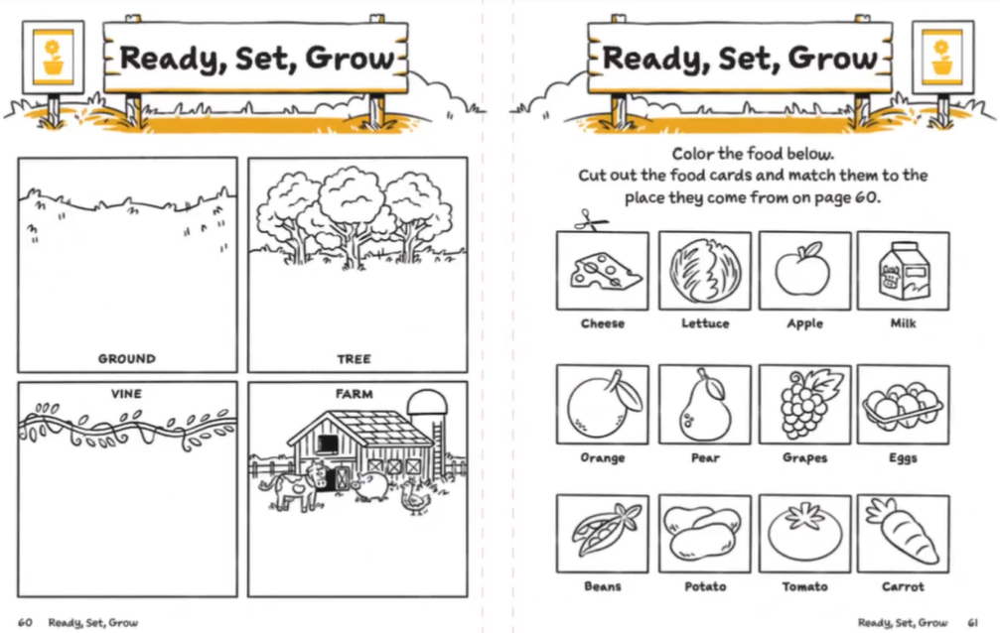 Ready, Set, Grow
GROUND
TREE
VINE
FARM
60 Ready, Set, Grow
Ready, Set, Grow
Color the food below.
Cut out the food cards and match them to the
place they come from on page 60.
Cheese
Lettuce
Apple
Milk
Orange
Pear
Grapes
Eggs
Beans
Potato
Tomato
Carrot
Ready, Set, Grow 61